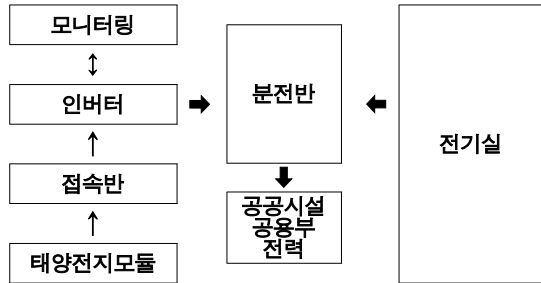 모니터링
인버터
접속반
태양전지모듈
분전반
공공시설
공용부
전력
전기실